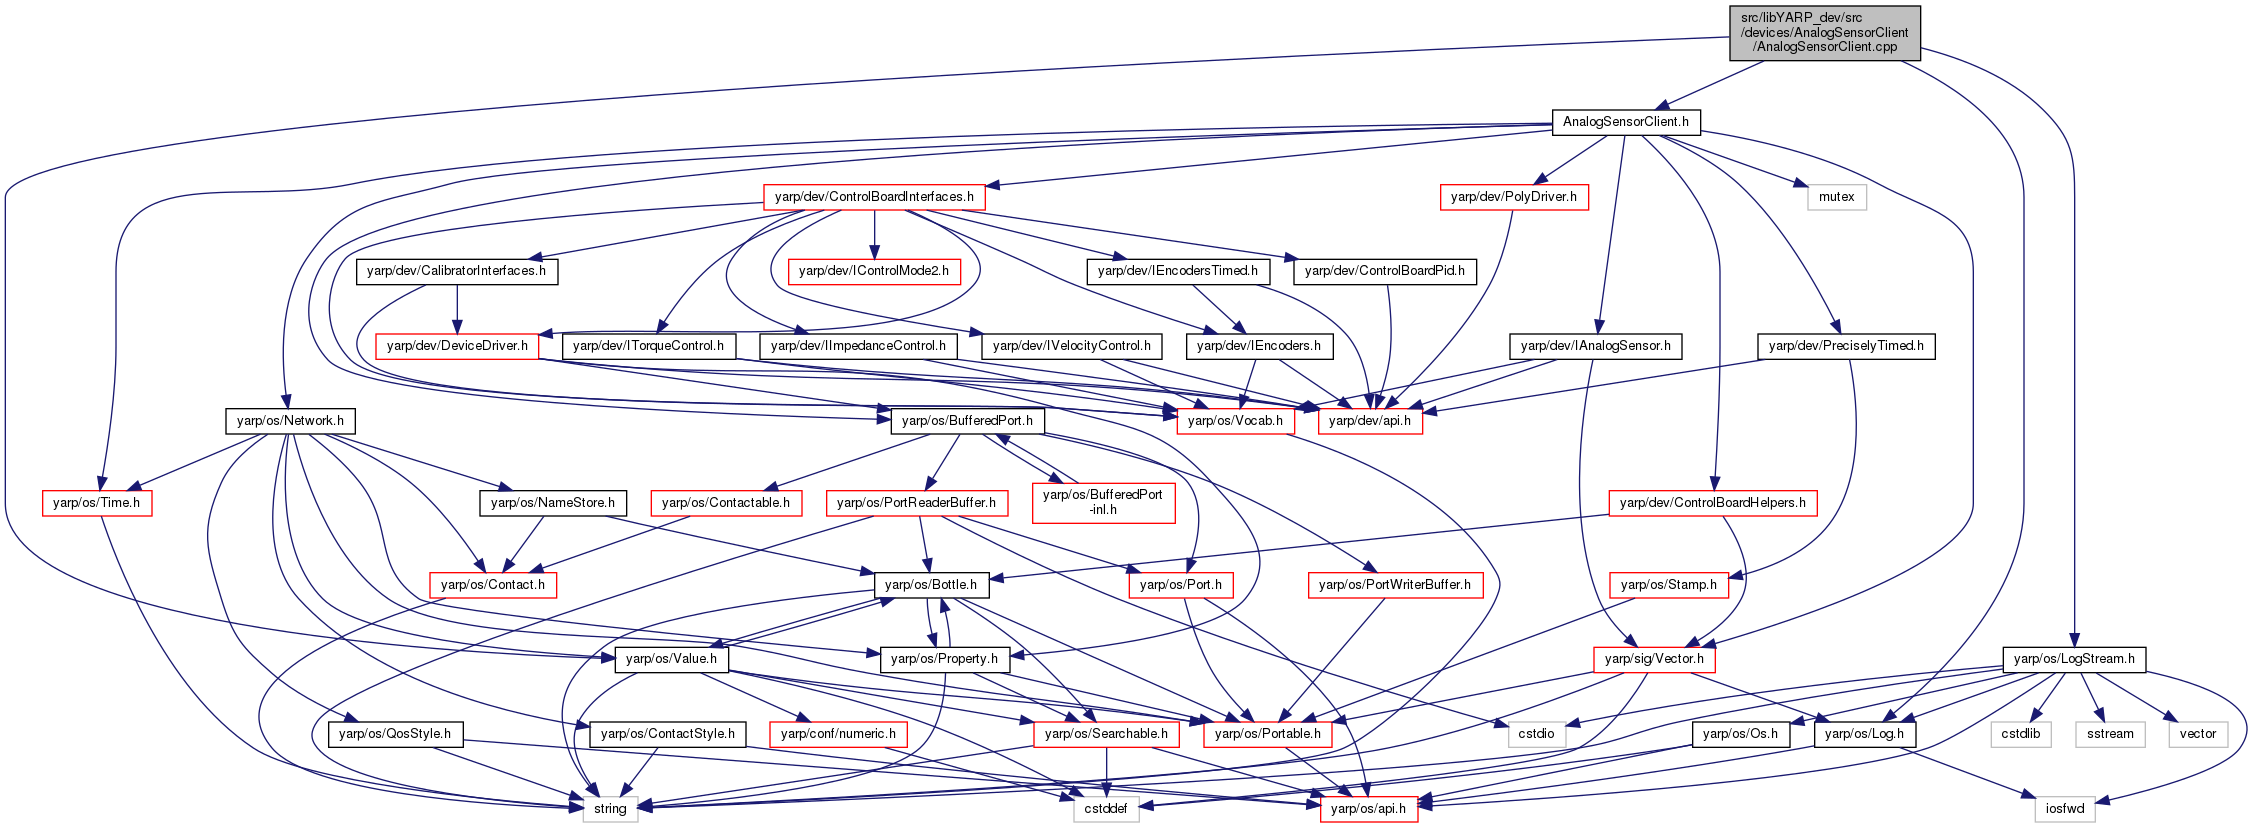 src/libYARP_dev/src
/devices/AnalogSensorClient
/AnalogSensorClient.cpp
AnalogSensorClient.h
yarp/dev/ControlBoardInterfaces.h
yarp/dev/PolyDriver.h
mutex
yarp/dev/CalibratorInterfaces.h
yarp/dev/IControlMode2.h
yarp/dev/IEncodersTimed.h
yarp/dev/ControlBoardPid.h
yarp/dev/DeviceDriver.h
yarp/dev/ITorqueControl.h
yarp/dev/IImpedanceControl.h
yarp/dev/IVelocityControl.h
yarp/dev/IEncoders.h
yarp/dev/IAnalogSensor.h
yarp/dev/PreciselyTimed.h
yarp/os/Network.h
yarp/os/BufferedPort.h
yarp/os/Vocab.h
yarp/dev/api.h
yarp/os/Time.h
yarp/os/NameStore.h
yarp/os/Contactable.h
yarp/os/PortReaderBuffer.h
yarp/os/BufferedPort
-inl.h
yarp/dev/ControlBoardHelpers.h
yarp/os/Contact.h
yarp/os/Bottle.h
yarp/os/Port.h
yarp/os/PortWriterBuffer.h
yarp/os/Stamp.h
yarp/os/Value.h
yarp/os/Property.h
yarp/sig/Vector.h
yarp/os/LogStream.h
yarp/os/QosStyle.h
yarp/os/ContactStyle.h
yarp/conf/numeric.h
yarp/os/Searchable.h
yarp/os/Portable.h
cstdio
yarp/os/Os.h
yarp/os/Log.h
cstdlib
sstream
vector
string
cstddef
yarp/os/api.h
iosfwd